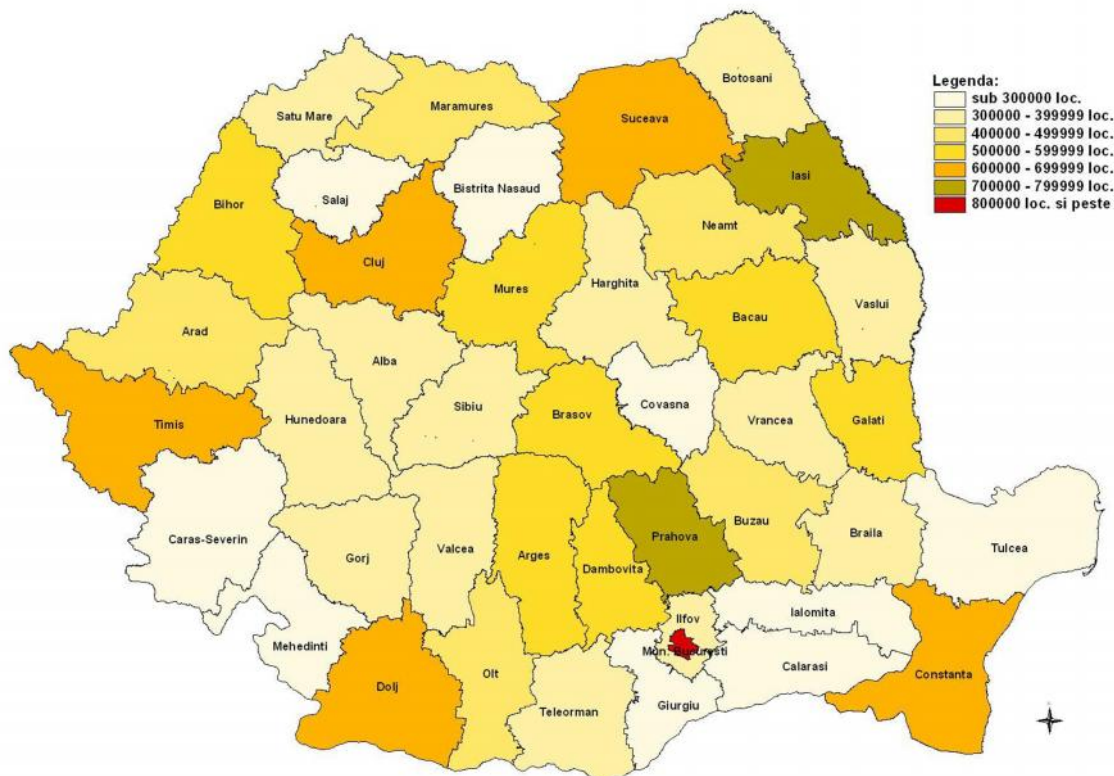 Botosani
Legenda:
sub 300000 loc.
300000 - 399999 loc.
400000 - 499999 loc.
500000 - 599999 loc.
600000 - 699999 loc.
700000 - 799999 loc.
800000 loc. si peste
Satu Mare
Maramures
Suceava
Iasi
Salaj
Bistrita Nasaud
Bihor
Neamt
Cluj
Mures
Harghita
Vaslui
Bacau
Arad
Alba
Sibiu
Covasna
Brasov
Timis
Hunedoara
Vrancea
Galati
Caras-Severin
Gorj
Valcea
Arges
Dambovita
Prahova
Buzau
Braila
Tulcea
Ilfov
Ialomita
Mehedinti
Mun. Bucuresti
Calarasi
Constanta
Dolj
Olt
Teleorman
Giurgiu